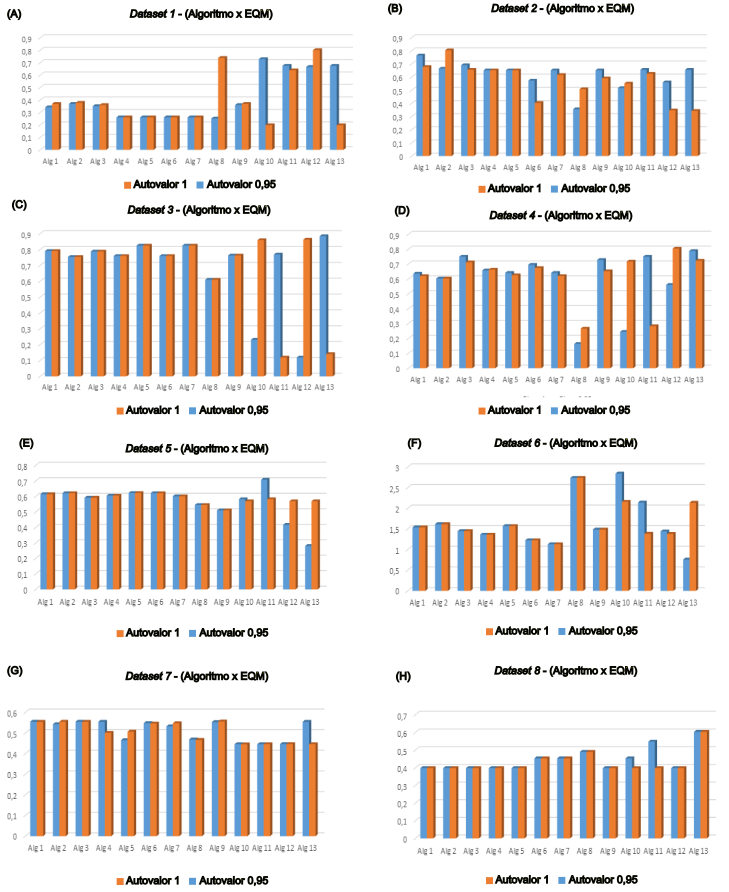 (A)
Dataset 1 - (Algoritmo x EQM)
0,9
0,8
0,7
0,6
0,5
0,4
0,3
0,2
0,1
0
Alg 1 Alg 2 Alg 3 Alg 4 Alg 5 Alg 6 Alg 7 Alg 8 Alg 9 Alg 10 Alg 11 Alg 12 Alg 13
Autovalor 1 Autovalor 0,95
(B)
Dataset 2 - (Algoritmo x EQM)
0,9
0,8
0,7
0,6
0,5
0,4
0,3
0,2
0,1
0
Alg 1 Alg 2 Alg 3 Alg 4 Alg 5 Alg 6 Alg 7 Alg 8 Alg 9 Alg 10 Alg 11 Alg 12 Alg 13
Autovalor 1 Autovalor 0,95
(C)
Dataset 3 - (Algoritmo x EQM)
0,9
0,8
0,7
0,6
0,5
0,4
0,3
0,2
0,1
0
Alg 1 Alg 2 Alg 3 Alg 4 Alg 5 Alg 6 Alg 7 Alg 8 Alg 9 Alg 10 Alg 11 Alg 12 Alg 13
Autovalor 1 Autovalor 0,95
(D)
Dataset 4 - (Algoritmo x EQM)
0,9
0,8
0,7
0,6
0,5
0,4
0,3
0,2
0,1
0
Alg 1 Alg 2 Alg 3 Alg 4 Alg 5 Alg 6 Alg 7 Alg 8 Alg 9 Alg 10 Alg 11 Alg 12 Alg 13
Autovalor 1 Autovalor 0,95
(E)
Dataset 5 - (Algoritmo x EQM)
0,8
0,7
0,6
0,5
0,4
0,3
0,2
0,1
0
Alg 1 Alg 2 Alg 3 Alg 4 Alg 5 Alg 6 Alg 7 Alg 8 Alg 9 Alg 10 Alg 11 Alg 12 Alg 13
Autovalor 1 Autovalor 0,95
(F)
Dataset 6 - (Algoritmo x EQM)
3
2,5
2
1,5
1
0,5
0
Alg 1 Alg 2 Alg 3 Alg 4 Alg 5 Alg 6 Alg 7 Alg 8 Alg 9 Alg 10 Alg 11 Alg 12 Alg 13
Autovalor 1 Autovalor 0,95
(G)
Dataset 7 - (Algoritmo x EQM)
0,6
0,5
0,4
0,3
0,2
0,1
0
Alg 1 Alg 2 Alg 3 Alg 4 Alg 5 Alg 6 Alg 7 Alg 8 Alg 9 Alg 10 Alg 11 Alg 12 Alg 13
Autovalor 1 Autovalor 0,95
(H)
Dataset 8 - (Algoritmo x EQM)
0,7
0,6
0,5
0,4
0,3
0,2
0,1
0
Alg 1 Alg 2 Alg 3 Alg 4 Alg 5 Alg 6 Alg 7 Alg 8 Alg 9 Alg 10 Alg 11 Alg 12 Alg 13
Autovalor 1 Autovalor 0,95